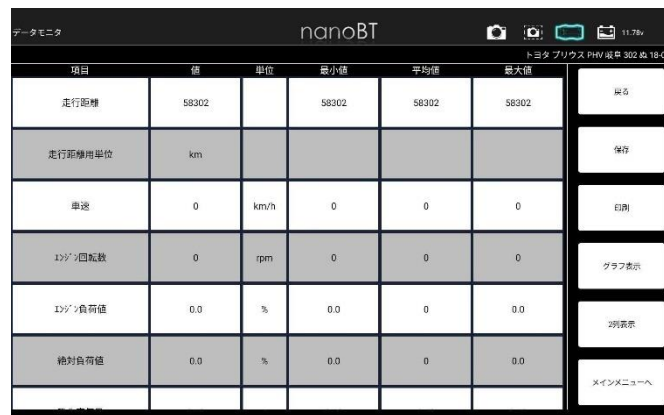 データモニタ
nanoBT
11.78v
トヨタ プリウス PHV 岐阜 302 ぬ 18-0
項目 値 単位 最小値 平均値 最大値
走行距離 58302 58302 58302 58302
走行距離用単位 km
車速 0 km/h 0 0 0
エンジン回転数 0 rpm 0 0 0
エンジン負荷値 0.0 % 0.0 0 0.0
絶対負荷値 0.0 % 0.0 0 0.0
戻る
保存
印刷
グラフ表示
2列表示
メインメニューへ